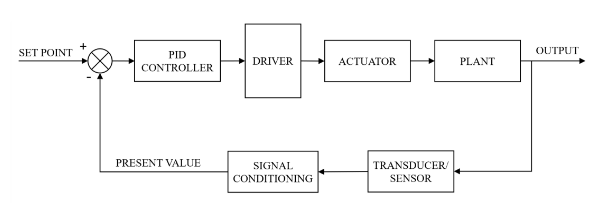 SET POINT
+
-
PID
CONTROLLER
DRIVER
ACTUATOR
PLANT
OUTPUT
PRESENT VALUE
SIGNAL
CONDITIONING
TRANSDUCER/
SENSOR